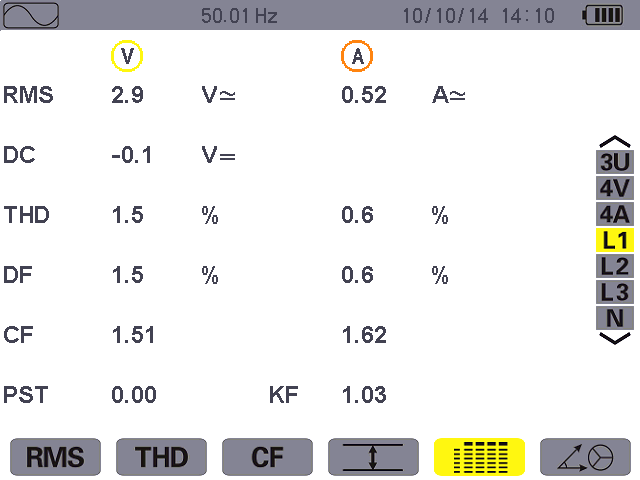 50.01 Hz 10/10/14 14:10
V A
RMS 2.9 V≃ 0.52 A≃
DC -0.1 V=
THD 1.5 % 0.6 %
DF 1.5 % 0.6 %
CF 1.51 1.62
PST 0.00 KF 1.03
3U
4V
4A
L1
L2
L3
N
RMS THD CF